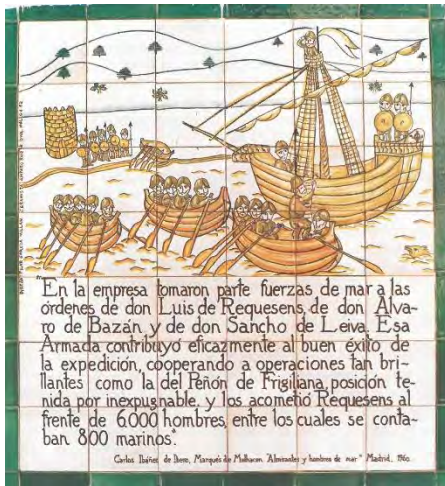 "En la empresa tomaron parte fuerzas de mar a las
órdenes de don Luis de Requesens, de don Alva-
ro de Bazán y de don Sancho de Leiva. Esa
Armada contribuyó eficazmente al buen éxito de
la expedición, cooperando a operaciones tan bri-
llantes como la del Peñón de Frigiliana, posición te-
nida por inexpugnable, y los acometió Requesens al
frente de 6.000 hombres, entre los cuales se conta-
ban 800 marinos."
Carlos Ibáñez de Ibero, Marqués de Mulhacén "Almirantes y hombres de mar" Madrid, 1960.